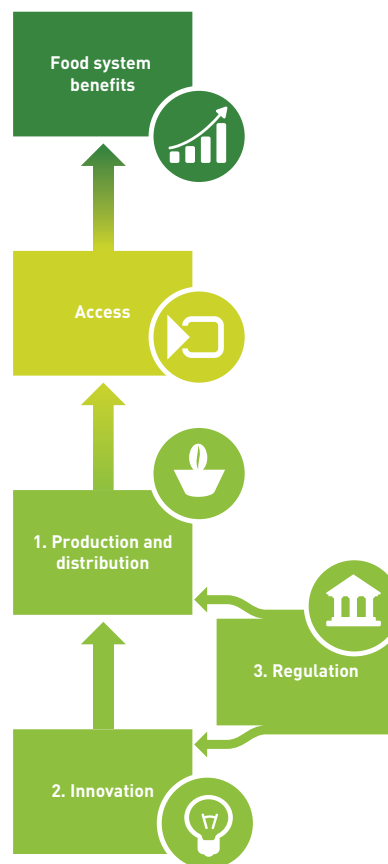 Food system
benefits
Access
1. Production and
distribution
3. Regulation
2. Innovation